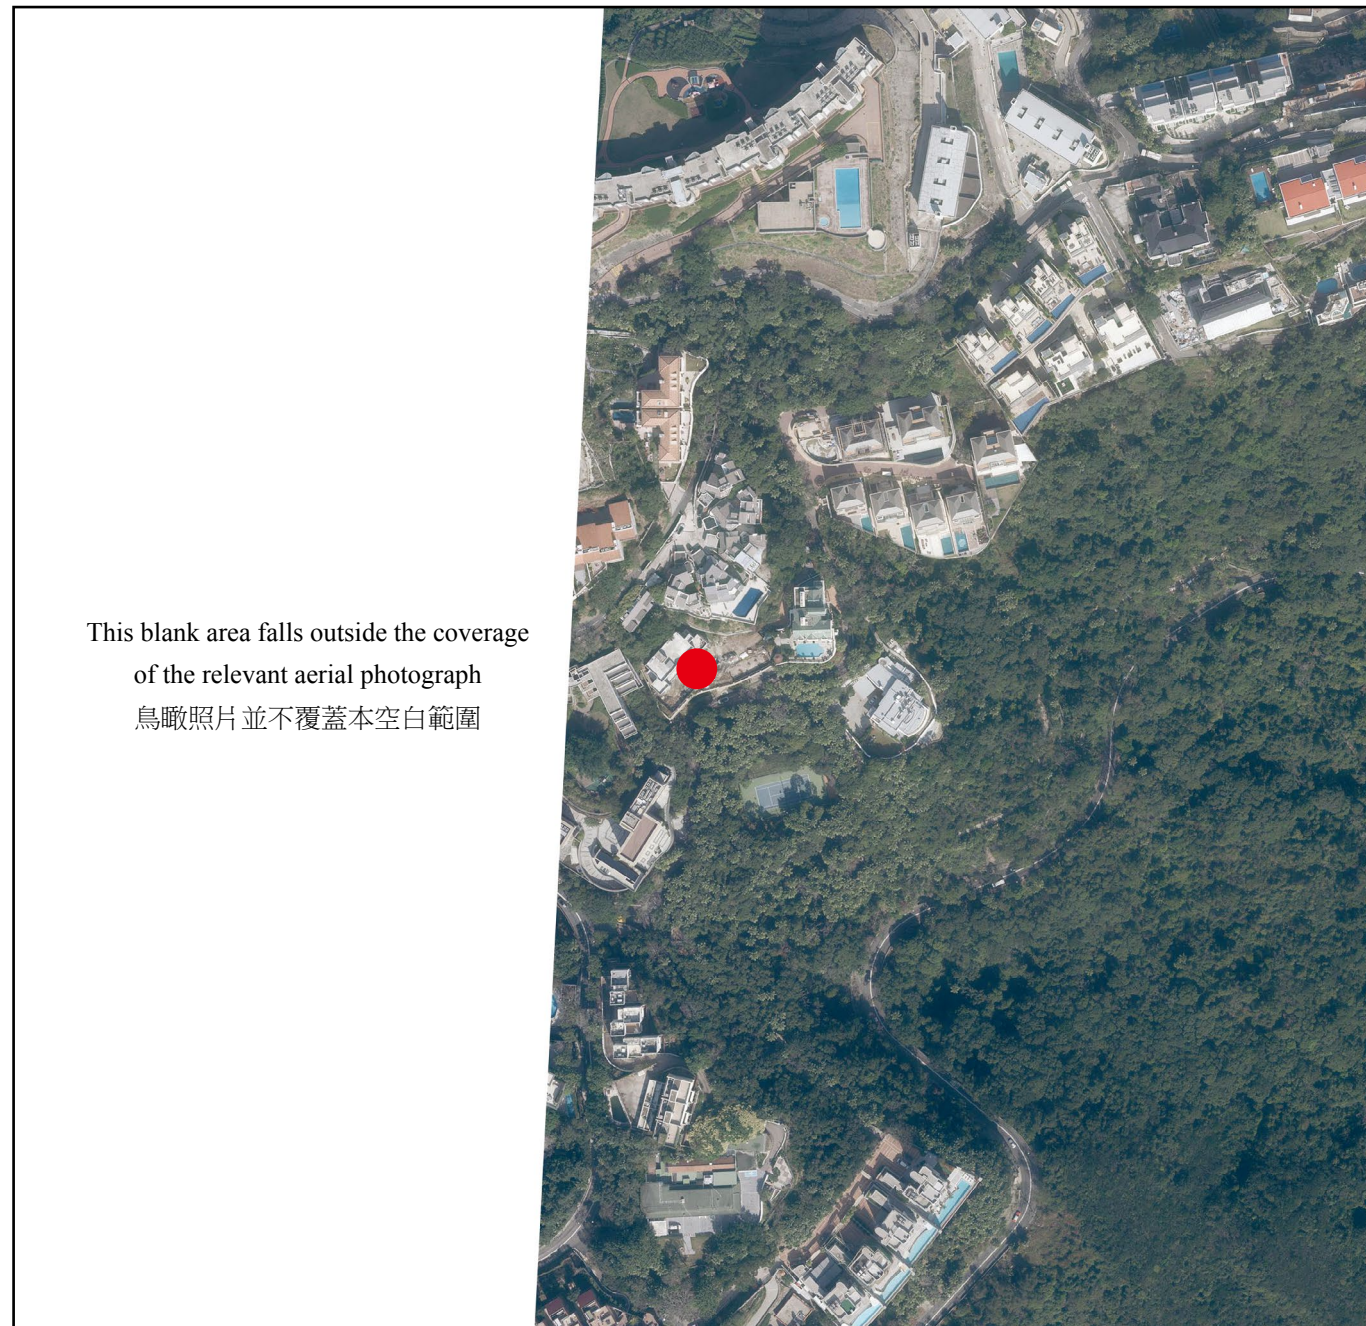 This blank area falls outside the coverage
of the relevant aerial photograph
鳥瞰照片並不覆蓋本空白範圍